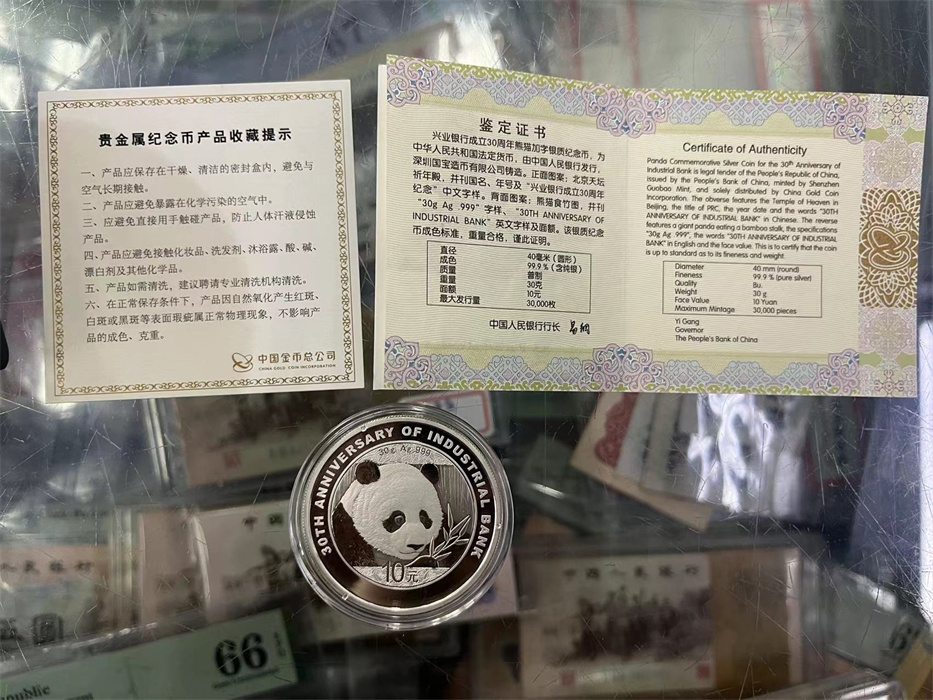 贵金属纪念币产品收藏提示
一、产品应保存在干燥、清洁的密封盒内，避免与
空气长期接触。
二、产品应避免暴露在化学污染的空气中。
三、应避免直接用手触碰产品，防止人体汗液侵蚀
产品。
四、产品应避免接触化妆品、洗发剂、沐浴露、酸、碱、
漂白剂及其他化学品。
五、产品如需清洗，建议聘请专业清洗机构清洗。
六、在正常保存条件下，产品因自然氧化产生红斑、
白斑或黑斑等表面瑕疵属正常物理现象，不影响产
品的成色、克重。
中国金币总公司
CHINA GOLD COIN INCORPORATION
鉴定证书
兴业银行成立30周年熊猫加字银质纪念币，为
中华人民共和国法定货币，由中国人民银行发行，
深圳国宝造币有限公司铸造。正面图案：北京天坛
祈年殿，并刊国名、年号及“兴业银行成立30周年
纪念”中文字样。背面图案：熊猫食竹图，并刊
“30g Ag .999”字样、“30TH ANNIVERSARY OF
INDUSTRIAL BANK”英文字样及面额。该银质纪念
币成色标准，重量合格，谨此证明。
直径 40毫米（圆形）
成色 99.9％（含纯银）
质量 普制
重量 30克
面额 10元
最大发行量 30,000枚
中国人民银行行长 易纲
Certificate of Authenticity
Panda Commemorative Silver Coin for the 30th Anniversary of
Industrial Bank is legal tender of the People's Republic of China,
issued by the People's Bank of China, minted by Shenzhen
Guobao Mint, and solely distributed by China Gold Coin
Incorporation. The obverse features the Temple of Heaven in
Beijing, the title of PRC, the year date and the words "30TH
ANNIVERSARY OF INDUSTRIAL BANK" in Chinese. The reverse
features a giant panda eating a bamboo stalk, the specifications
"30g Ag .999", the words "30TH ANNIVERSARY OF INDUSTRIAL
BANK" in English and the face value. This is to certify that the coin
is up to standard as to its fineness and weight.
Diameter 40 mm (round)
Fineness 99.9 % (pure silver)
Quality Bu.
Weight 30 g
Face Value 10 Yuan
Maximum Mintage 30,000 pieces
Yi Gang
Governor
The People's Bank of China
30TH ANNIVERSARY OF INDUSTRIAL BANK
30g Ag .999
10元
中国人民银行
66